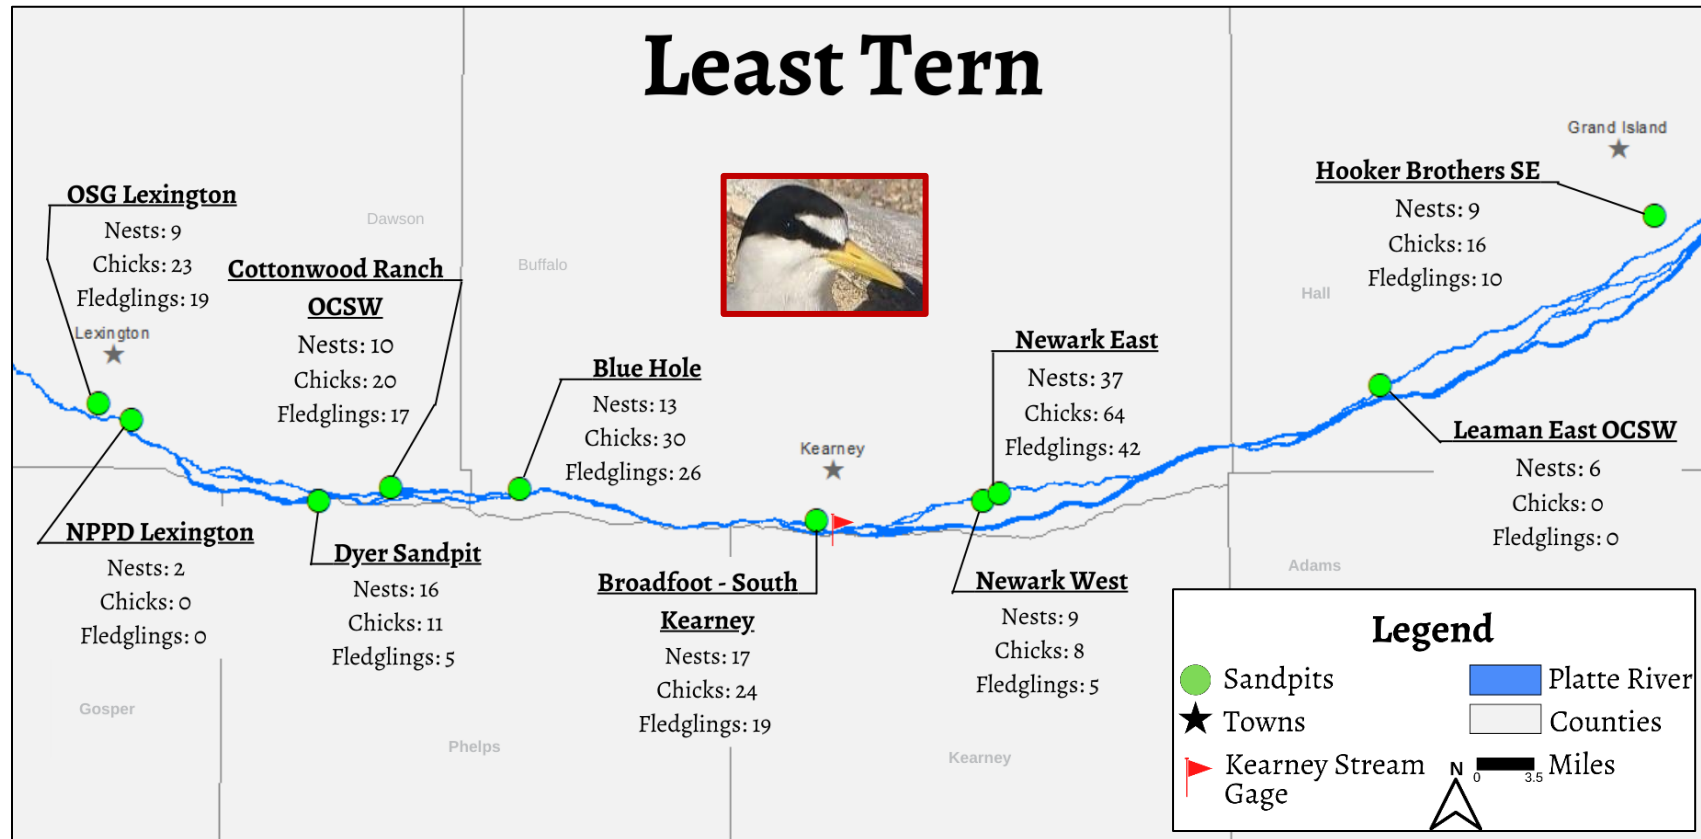 Least Tern
Grand Island
Hooker Brothers SE
Nests: 9
Chicks: 16
Fledglings: 10
OSG Lexington
Nests: 9
Chicks: 23
Fledglings: 19
Lexington
Dawson
Cottonwood Ranch
OCSW
Nests: 10
Chicks: 20
Fledglings: 17
Buffalo
Hall
Blue Hole
Nests: 13
Chicks: 30
Fledglings: 26
Kearney
Newark East
Nests: 37
Chicks: 64
Fledglings: 42
Leaman East OCSW
Nests: 6
Chicks: 0
Fledglings: 0
NPPD Lexington
Nests: 2
Chicks: 0
Fledglings: 0
Dyer Sandpit
Nests: 16
Chicks: 11
Fledglings: 5
Broadfoot - South
Kearney
Nests: 17
Chicks: 24
Fledglings: 19
Newark West
Nests: 9
Chicks: 8
Fledglings: 5
Adams
Gosper
Phelps
Kearney
Legend
Sandpits
Platte River
Towns
Counties
Kearney Stream
Gage
N
0 3.5 Miles